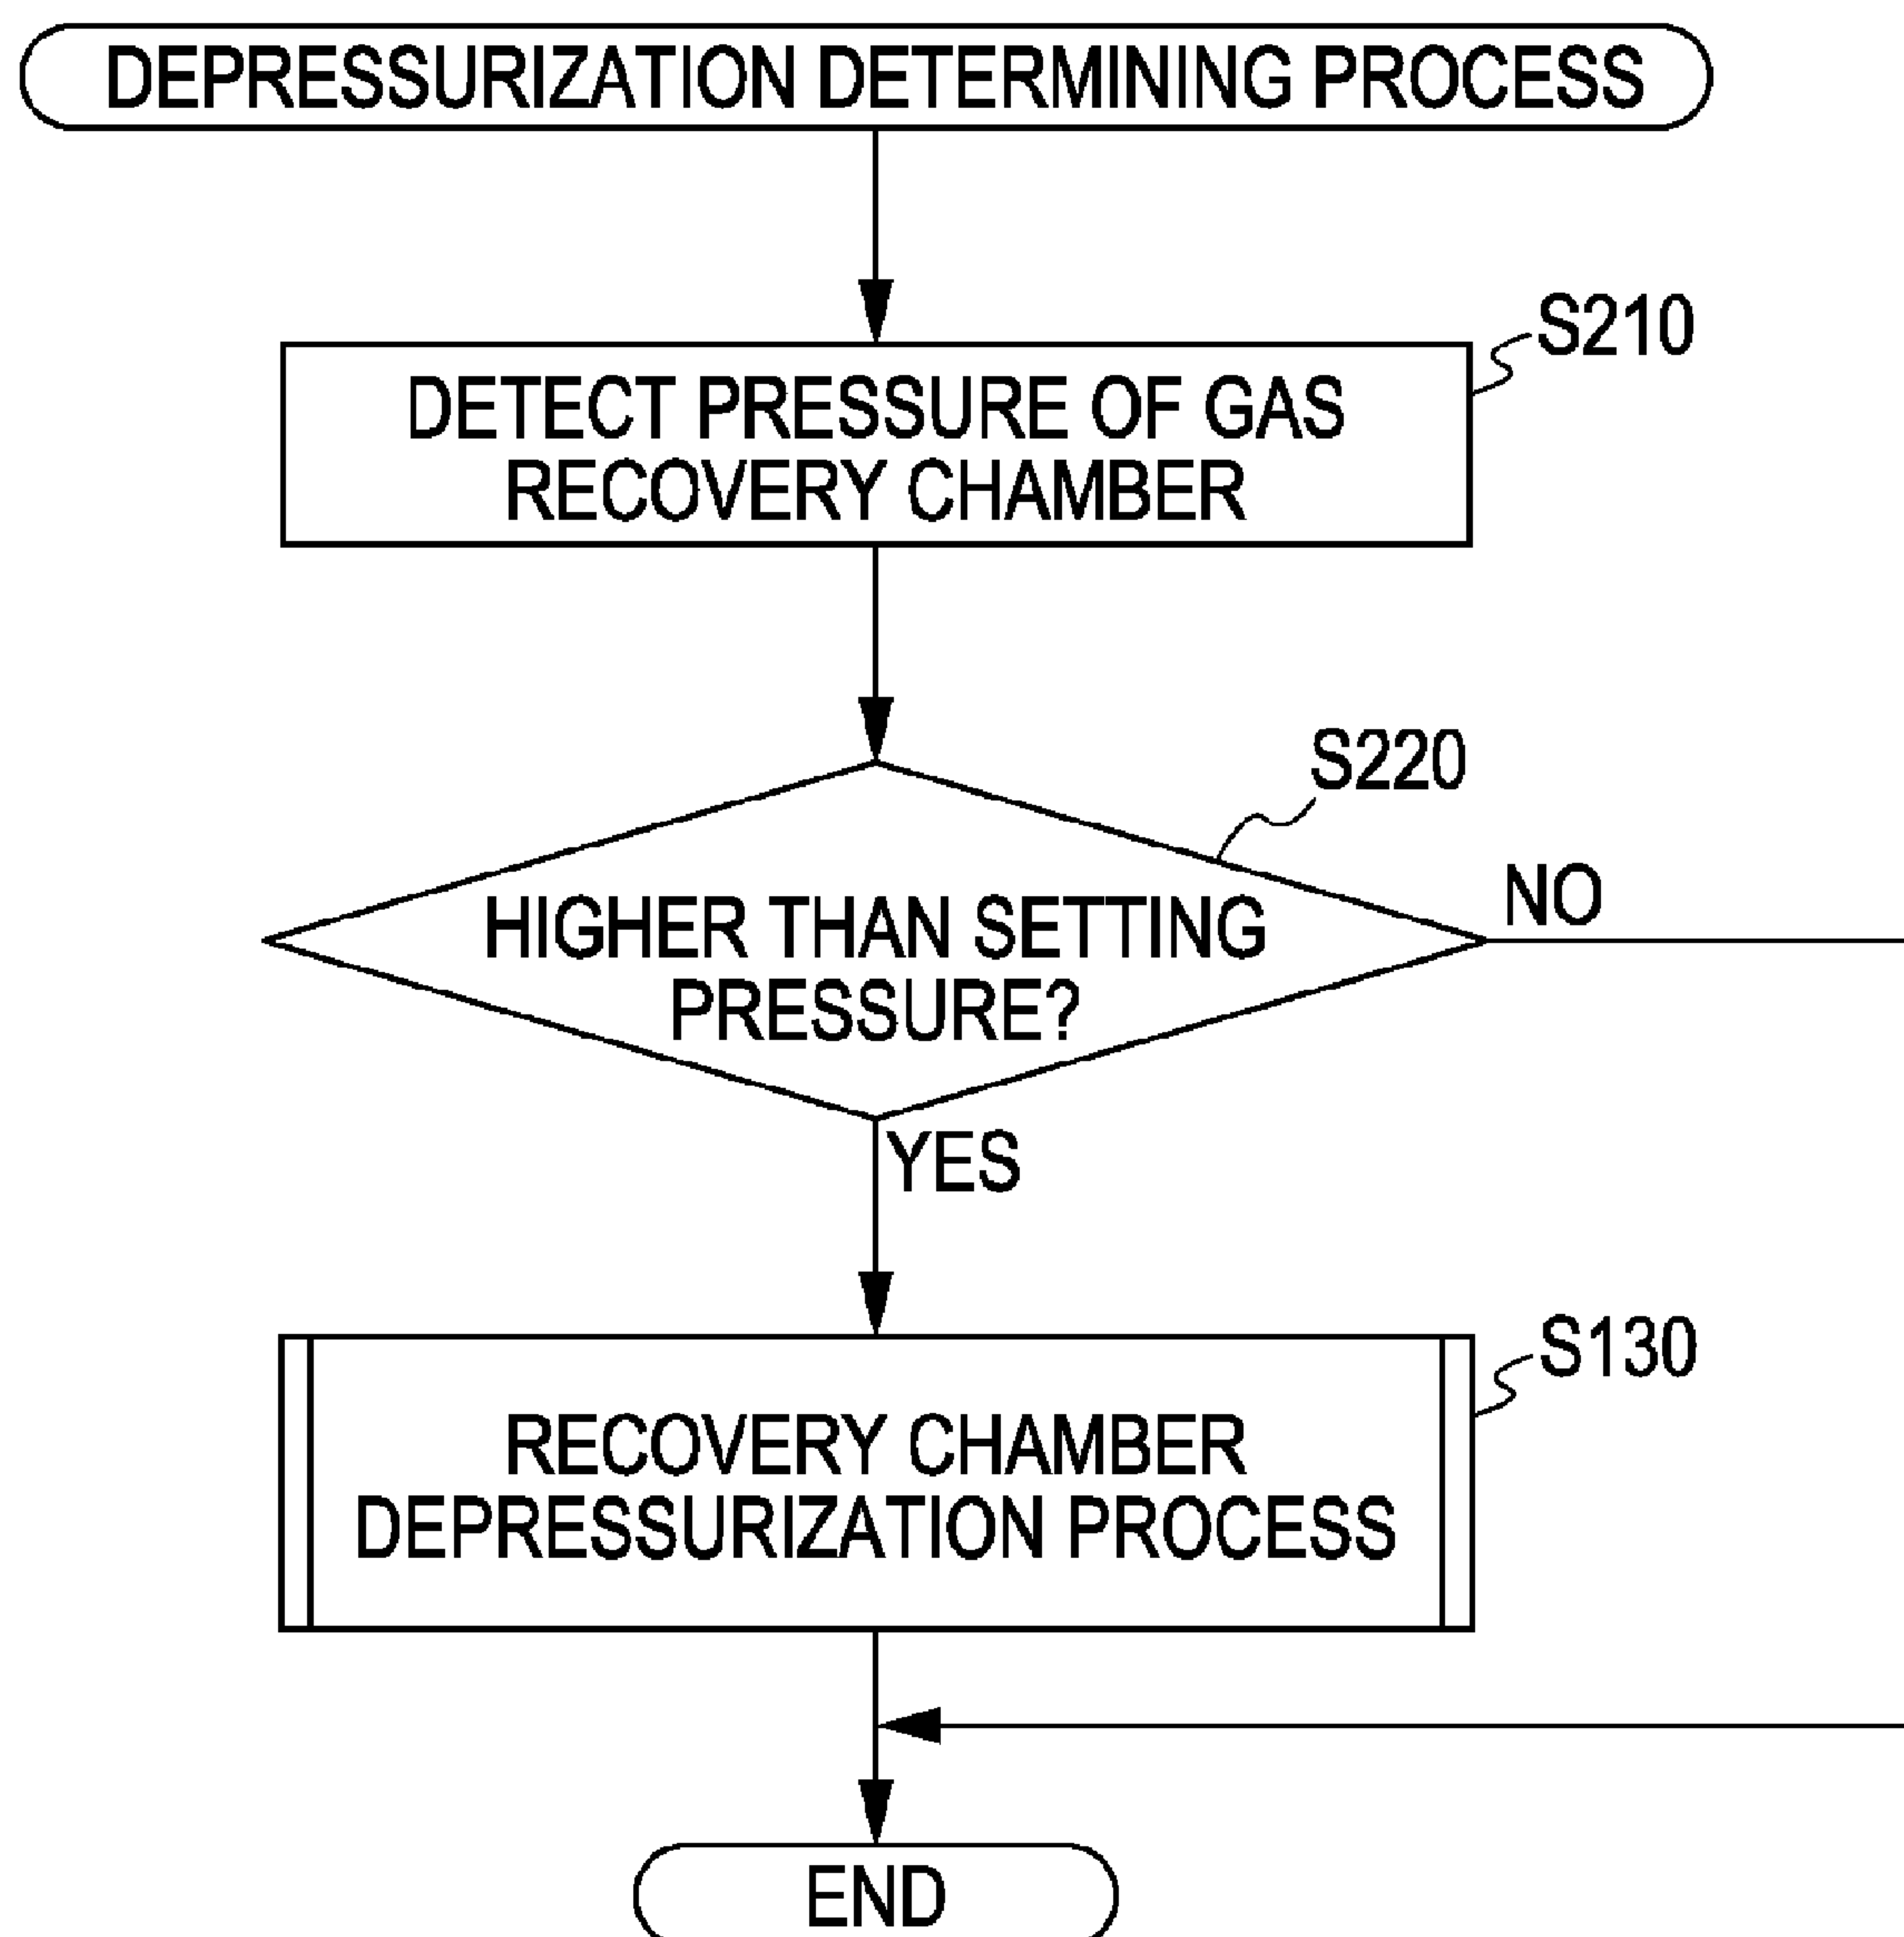 DEPRESSURIZATION DETERMINING PROCESS
S210
DETECT PRESSURE OF GAS
RECOVERY CHAMBER
S220
HIGHER THAN SETTING
PRESSURE?
NO
YES
S130
RECOVERY CHAMBER
DEPRESSURIZATION PROCESS
END